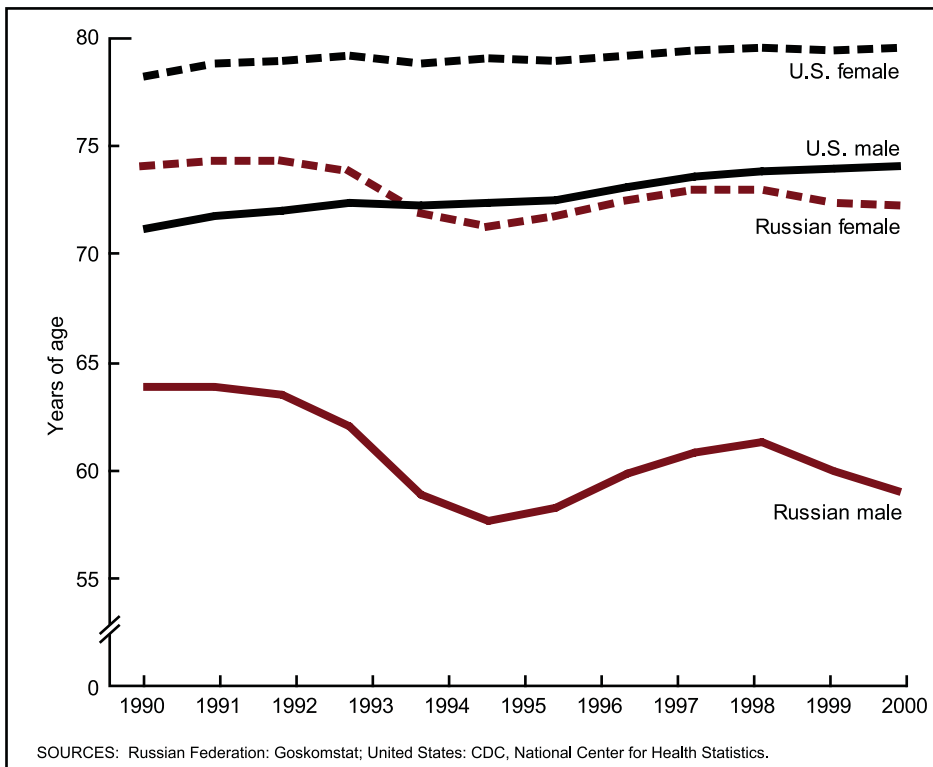 80
U.S. female
75
U.S. male
70
Russian female
65
Years of age
60
Russian male
55
0
1990 1991 1992 1993 1994 1995 1996 1997 1998 1999 2000
SOURCES: Russian Federation: Goskomstat; United States: CDC, National Center for Health Statistics.